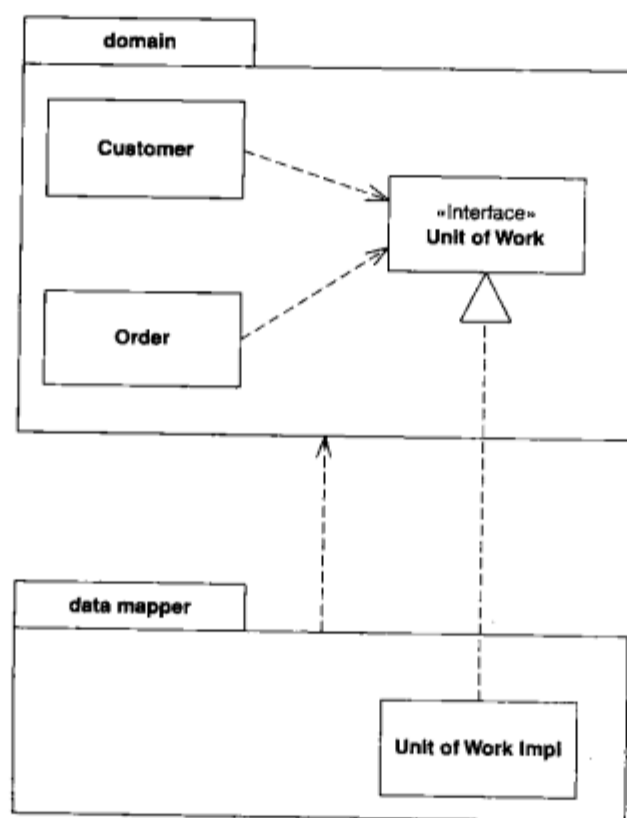 domain
Customer
«Interface»
Unit of Work
Order
data mapper
Unit of Work Impl